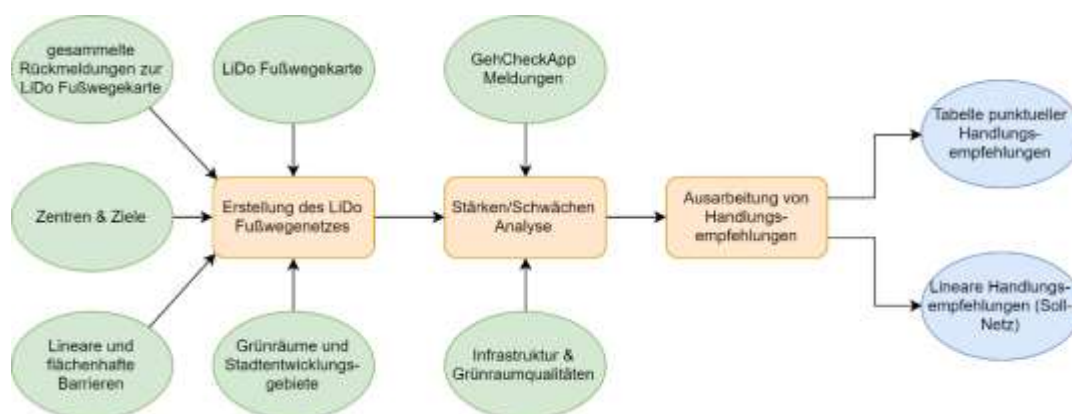 gesammelte
Rückmeldungen zur
LiDo Fußwegekarte
LiDo Fußwegekarte
GehCheckApp
Meldungen
Tabelle punktueller
Handlungs-
empfehlungen
Zentren & Ziele
Erstellung des LiDo
Fußwegenetzes
Stärken/Schwächen
Analyse
Ausarbeitung von
Handlungs-
empfehlungen
Lineare und
flächenhafte
Barrieren
Grünräume und
Stadtentwicklungs-
gebiete
Infrastruktur &
Grünraumqualitäten
Lineare Handlungs-
empfehlungen (Soll-
Netz)